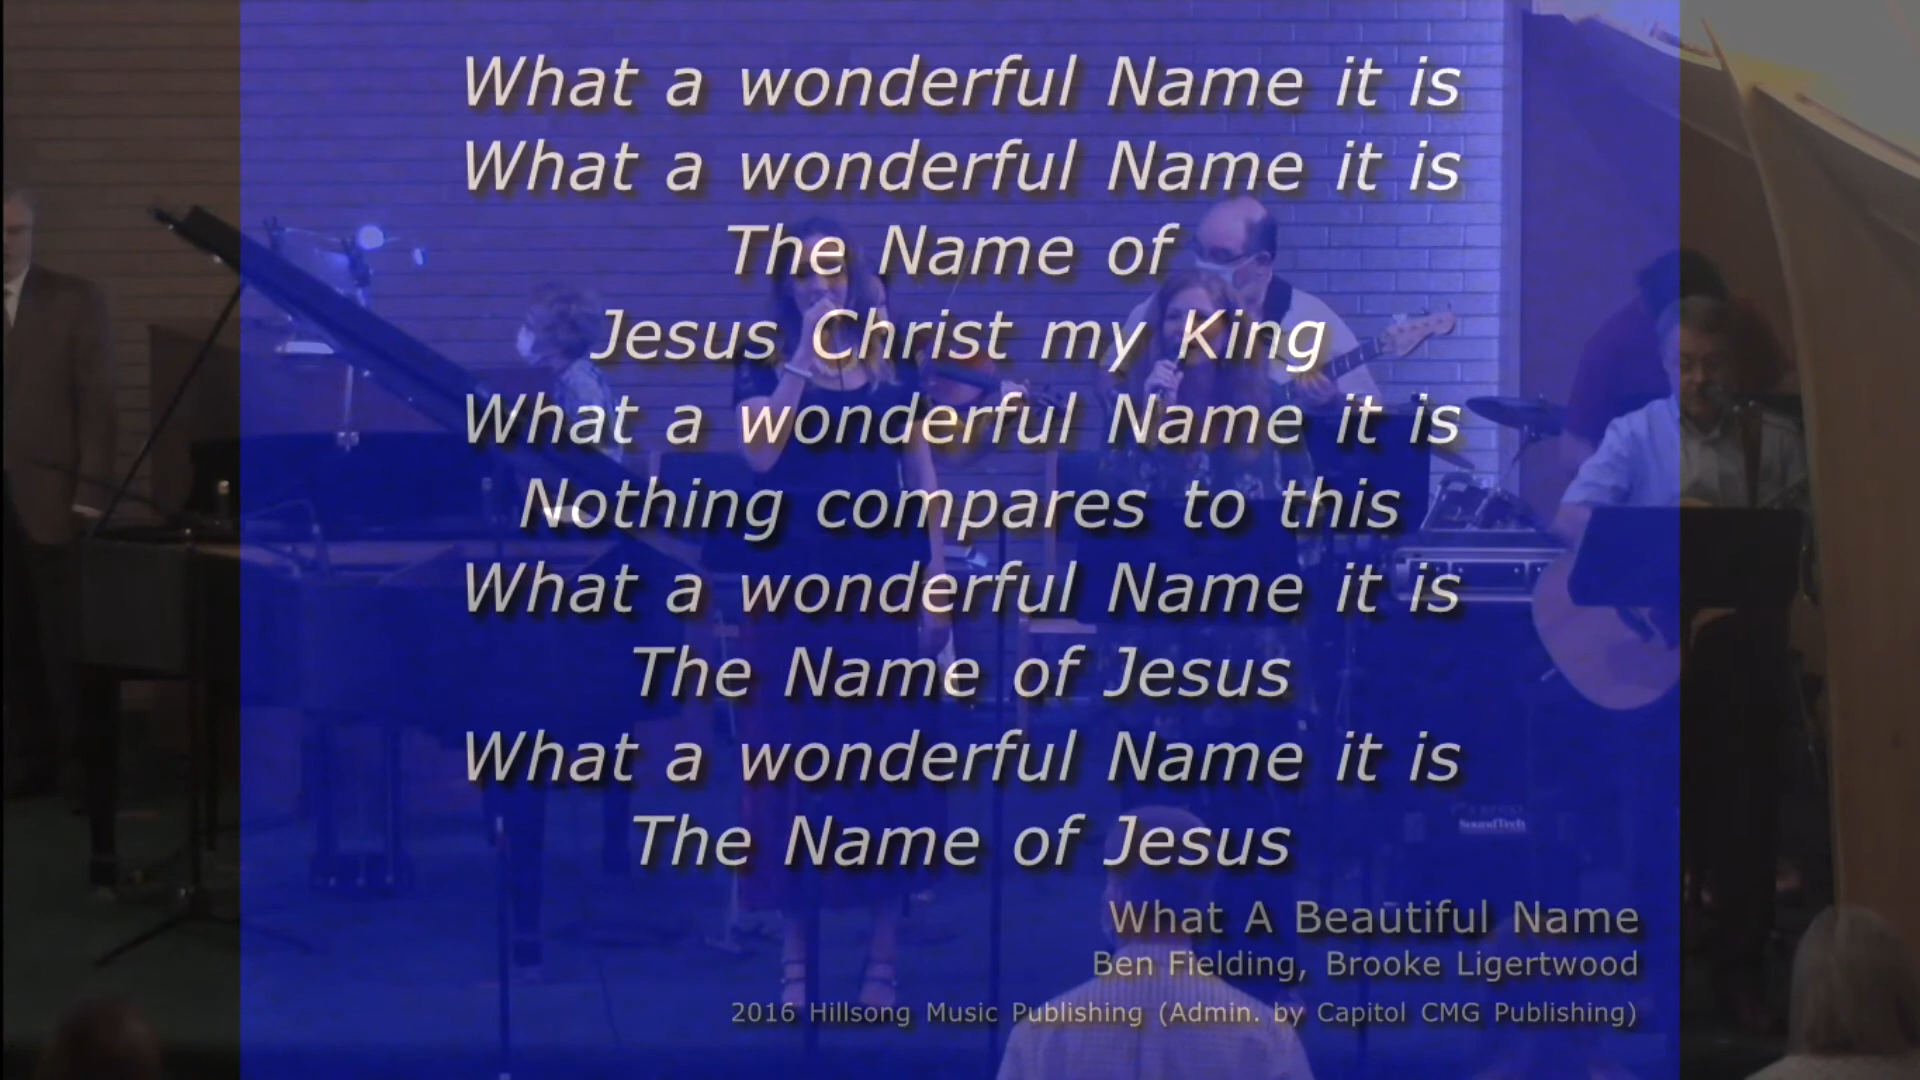 What a wonderful Name it is
What a wonderful Name it is
The Name of
Jesus Christ my King
What a wonderful Name it is
Nothing compares to this
What a wonderful Name it is
The Name of Jesus
What a wonderful Name it is
The Name of Jesus
SoundTech
What A Beautiful Name
Ben Fielding, Brooke Ligertwood
2016 Hillsong Music Publishing (Admin. by Capitol CMG Publishing)